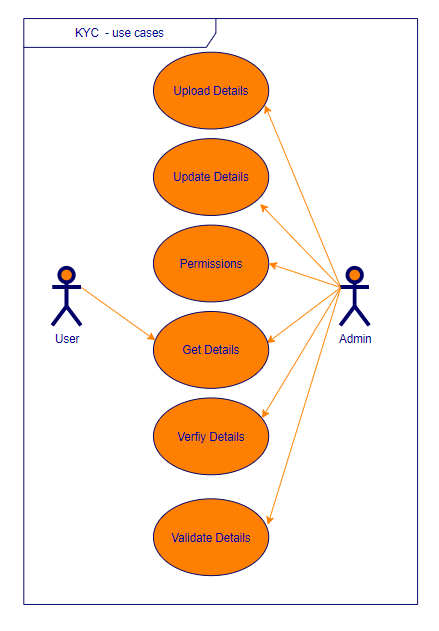 KYC - use cases
Upload Details
Update Details
Permissions
User
Get Details
Admin
Verfiy Details
Validate Details